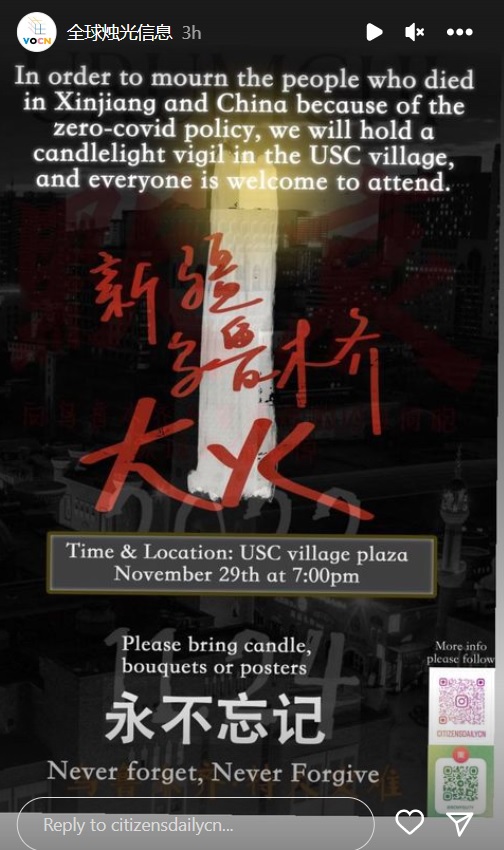 VOCN
全球烛光信息 3h
In order to mourn the people who died
in Xinjiang and China because of the
zero-covid policy, we will hold a
candlelight vigil in the USC village,
and everyone is welcome to attend.
新疆
乌鲁木齐
大火
2022
Time & Location: USC village plaza
November 29th at 7:00pm
1124
Please bring candle,
bouquets or posters
永不忘记
Never forget, Never Forgive
More info
please follow
CITIZENSDAILYCN
Reply to citizensdailycn...